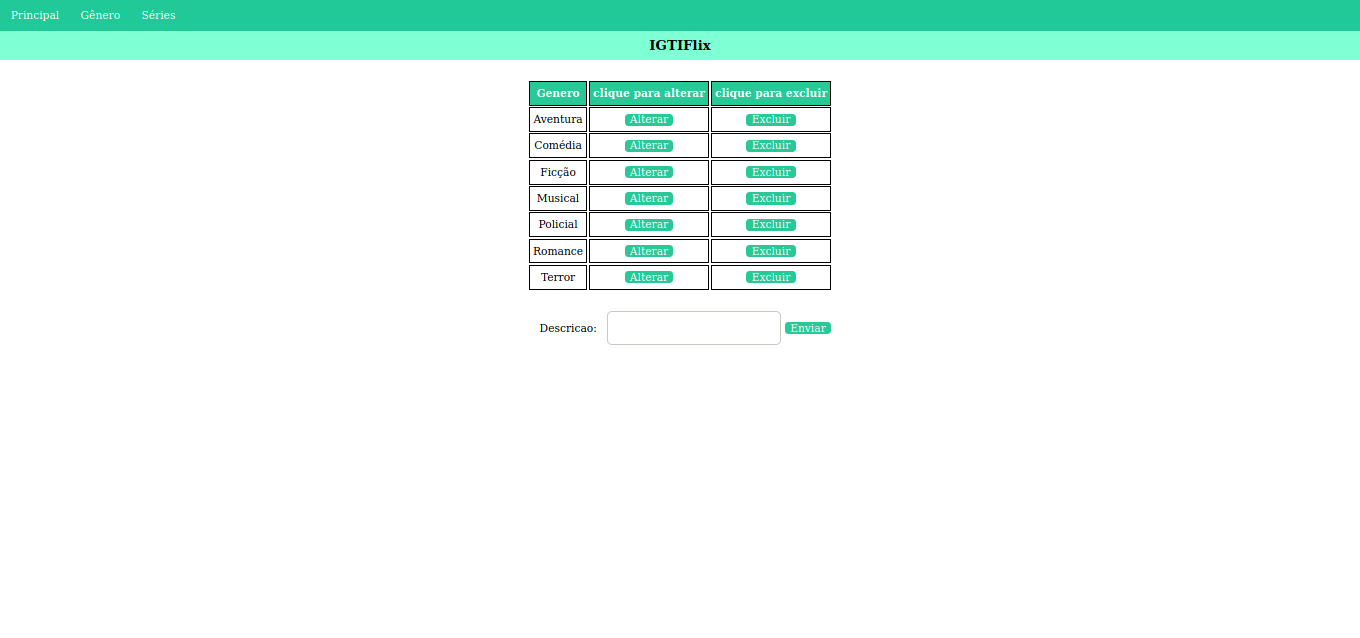 Principal Gênero Séries
IGTIFlix
Genero clique para alterar clique para excluir
Aventura Alterar Excluir
Comédia Alterar Excluir
Ficção Alterar Excluir
Musical Alterar Excluir
Policial Alterar Excluir
Romance Alterar Excluir
Terror Alterar Excluir
Descricao: Enviar